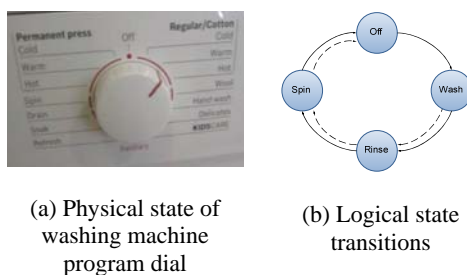 Permanent press
Off
Regular/Cotton
Cold
Cold
Warm
Warm
Hot
Hot
Spin
Wool
Drain
Hand wash
Soak
Delicates
Refresh
(a) Physical state of
washing machine
program dial
Off
Spin
Wash
Rinse
(b) Logical state
transitions